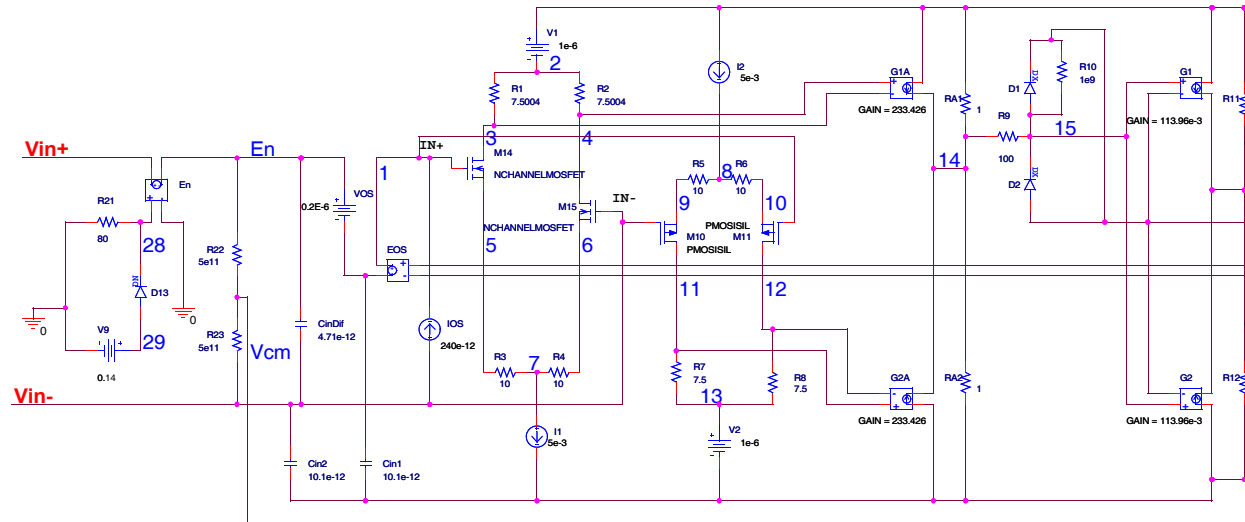 V1
1e-6
2
R1
7.5004
R2
7.5004
I2
5e-3
G1A
GAIN = 233.426
RA1
1
D1
DX
R10
1e9
G1
GAIN = 113.96e-3
R11
Vin+
En
En
1
IN+
3
M14
NCHANNELMOSFET
4
R5
10
8
R6
10
14
R9
100
15
D2
DX
R21
80
VOS
0.2E-6
IN-
M15
NCHANNELMOSFET
9
10
PMOSISIL
M10
M11
PMOSISIL
28
R22
5e11
EOS
5
6
11
12
DN
D13
0
0
V9
0.14
29
R23
5e11
Vcm
CinDif
4.71e-12
IOS
240e-12
R3
10
7
R4
10
R7
7.5
R8
7.5
13
G2A
GAIN = 233.426
RA2
1
G2
GAIN = 113.96e-3
R12
Vin-
I1
5e-3
V2
1e-6
Cin2
10.1e-12
Cin1
10.1e-12